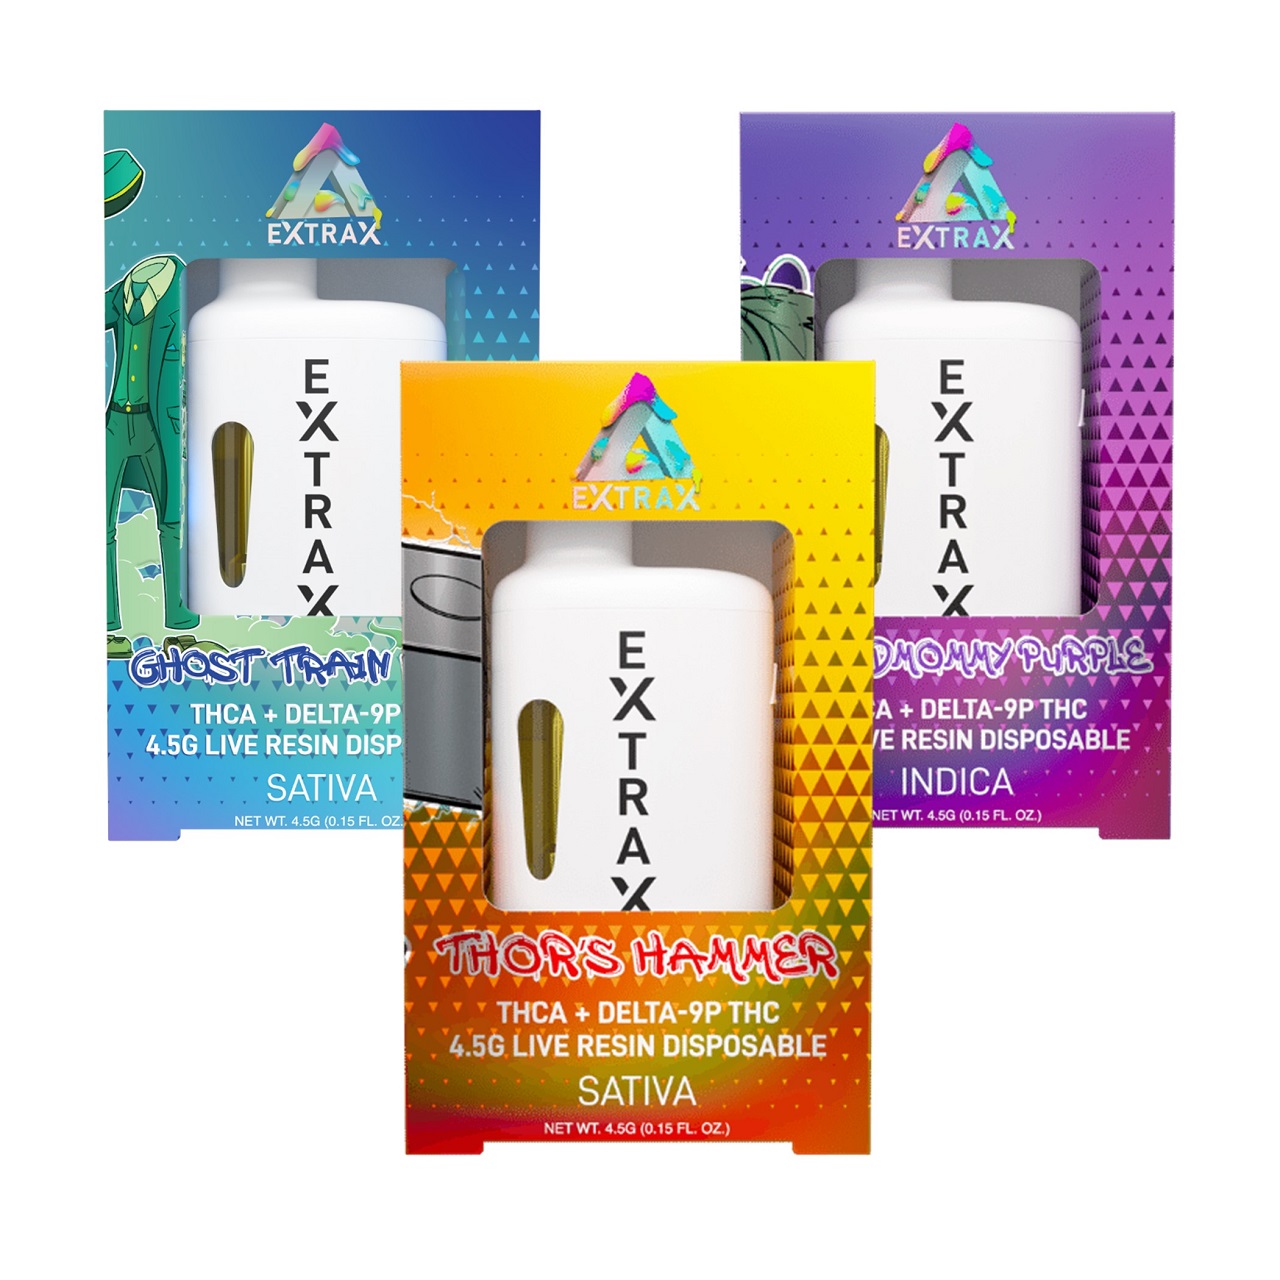 EXTRAX
EXTRAX
GHOST TRAIN
THCA + DELTA-9P
4.5G LIVE RESIN
SATIVA
NET WT. 4.5G (0.15 FL. OZ.)
EXTRAX
EXTRAX
PURPLE
+ DELTA-9P THC
RESIN DISPOSABLE
INDICA
NET WT. 4.5G (0.15 FL. OZ.)
EXTRAX
EXTRAX
THOR'S HAMMER
THCA + DELTA-9P THC
4.5G LIVE RESIN DISPOSABLE
SATIVA
NET WT. 4.5G (0.15 FL. OZ.)